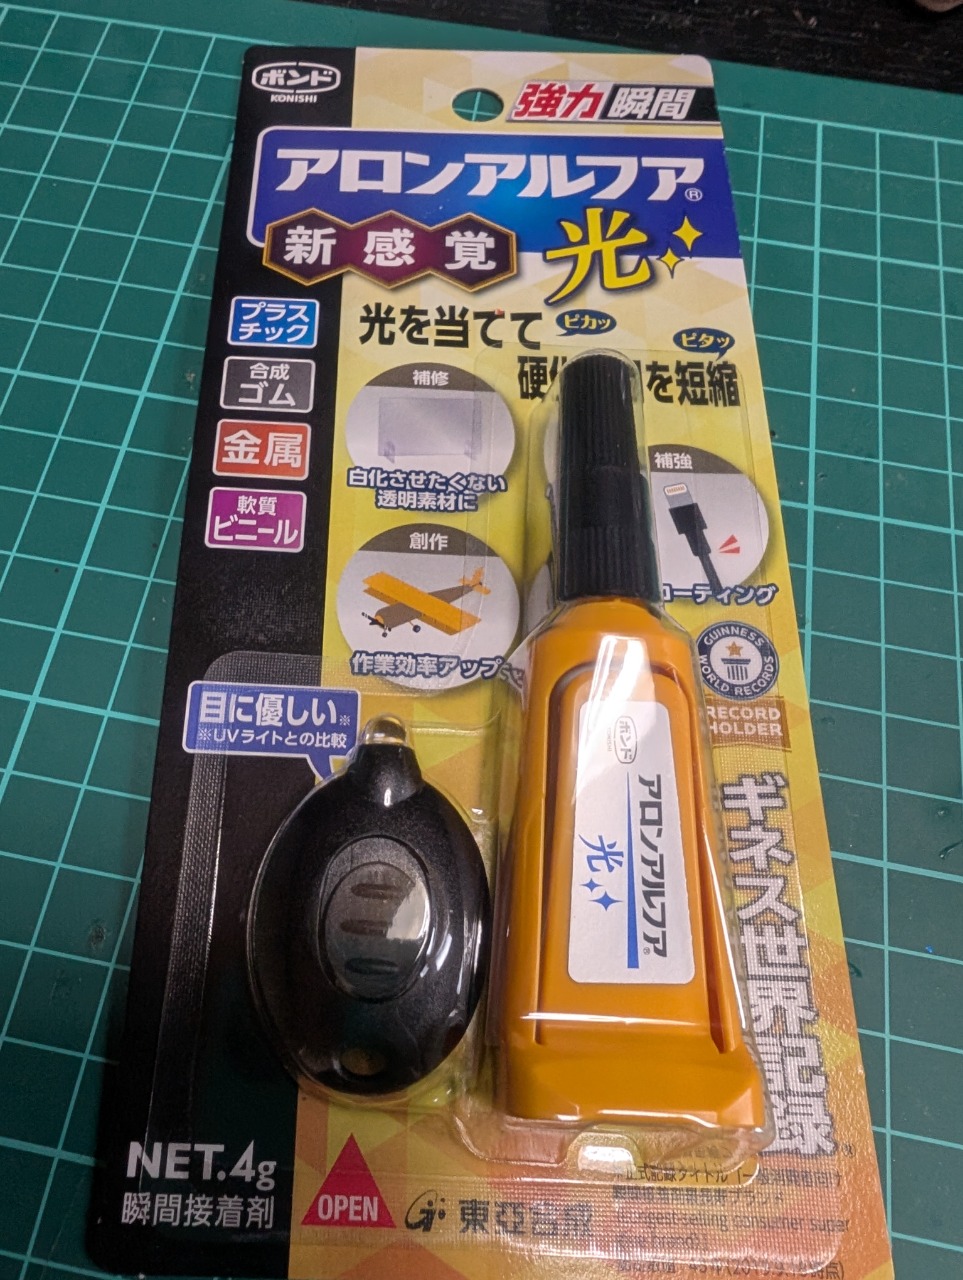 ボンド
KONISHI
強力 瞬間
アロンアルフア®
新感覚 光
光を当てて ピカッ
ピタッ
硬 を短縮
プラスチック
合成ゴム
金属
軟質ビニール
補修
白化させたくない
透明素材に
補強
コーティング
創作
作業効率アップ
GUINNESS WORLD RECORDS
RECORD HOLDER
ギネス世界記録
目に優しい※
※UVライトとの比較
ボンド
アロンアルフア®
光
NET.4g
瞬間接着剤
OPEN
東亞合成
consumer super